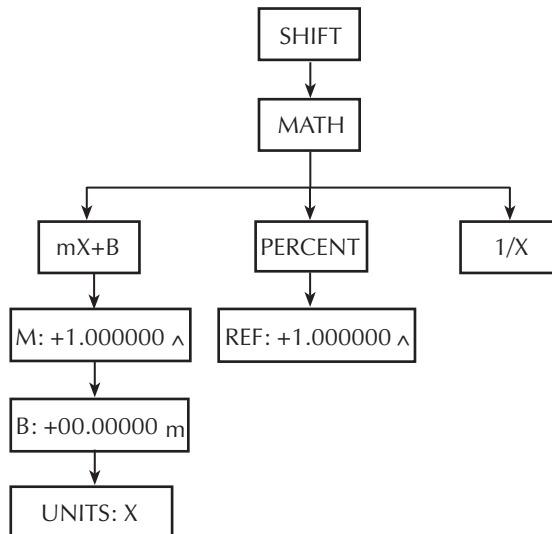 SHIFT
MATH
mX+B
PERCENT
1/X
M: +1.000000 ^
REF: +1.000000 ^
B: +00.00000 m
UNITS: X